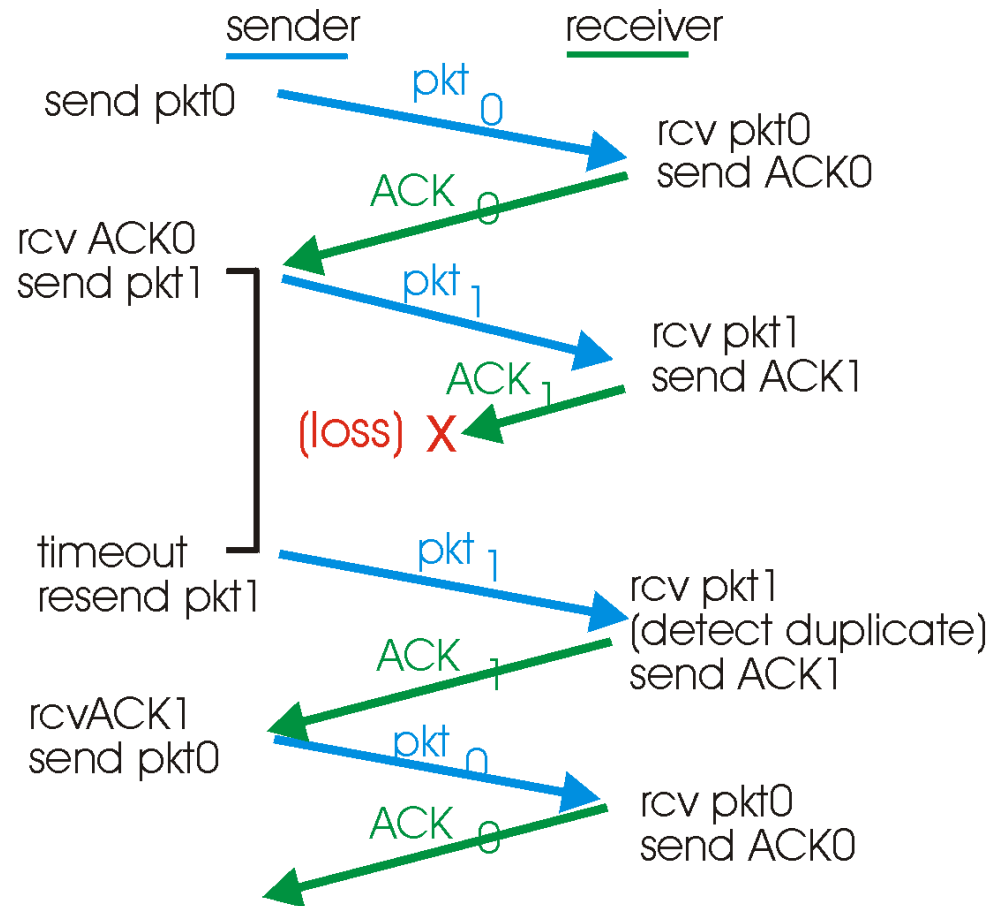 sender
receiver
send pkt0
pkt 0
rcv pkt0
send ACK0
ACK 0
rcv ACK0
send pkt1
pkt 1
rcv pkt1
send ACK1
ACK 1
(loss) X
timeout
resend pkt1
pkt 1
rcv pkt1
(detect duplicate)
send ACK1
ACK 1
rcvACK1
send pkt0
pkt 0
rcv pkt0
send ACK0
ACK 0